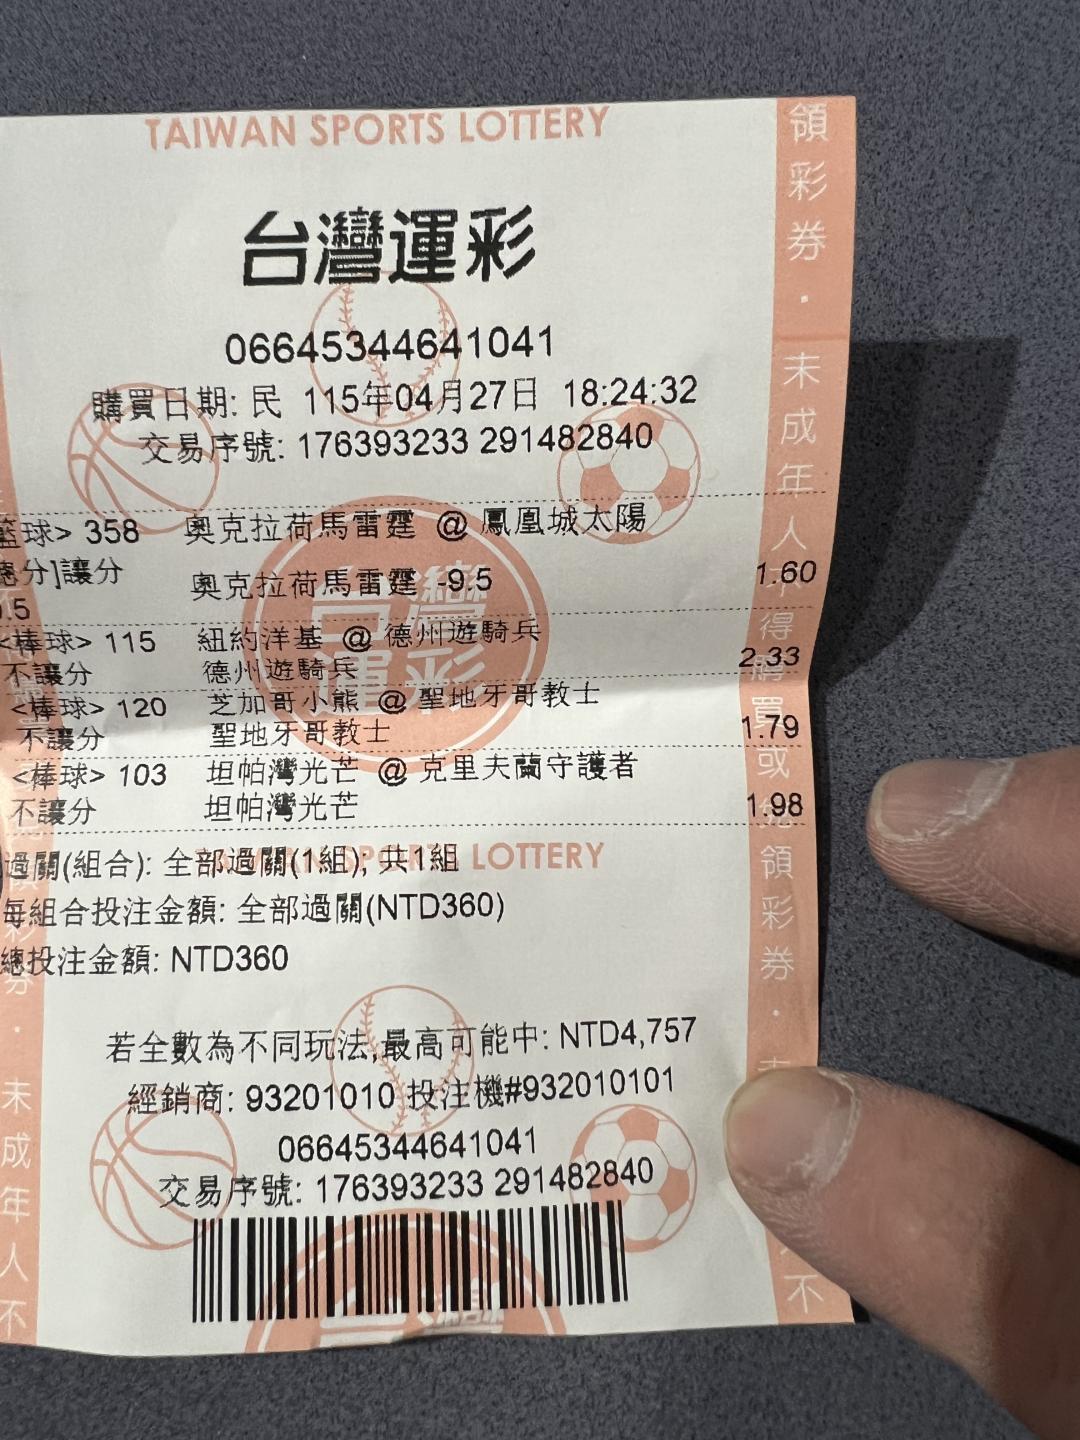 TAIWAN SPORTS LOTTERY
台灣運彩
06645344641041
購買日期: 民 115年04月27日 18:24:32
交易序號: 176393233 291482840
籃球> 358 奧克拉荷馬雷霆 @ 鳳凰城太陽
總分]讓分 奧克拉荷馬雷霆 -9.5 1.60
.5
<棒球> 115 紐約洋基 @ 德州遊騎兵
不讓分 德州遊騎兵 2.33
<棒球> 120 芝加哥小熊 @ 聖地牙哥教士
不讓分 聖地牙哥教士 1.79
<棒球> 103 坦帕灣光芒 @ 克里夫蘭守護者
不讓分 坦帕灣光芒 1.98
過關(組合): 全部過關(1組); 共1組
LOTTERY
每組合投注金額: 全部過關(NTD360)
總投注金額: NTD360
若全數為不同玩法,最高可能中: NTD4,757
經銷商: 93201010 投注機#932010101
06645344641041
交易序號: 176393233 291482840
領彩券・未成年人不得購買或領彩券・未
不
未成年人不